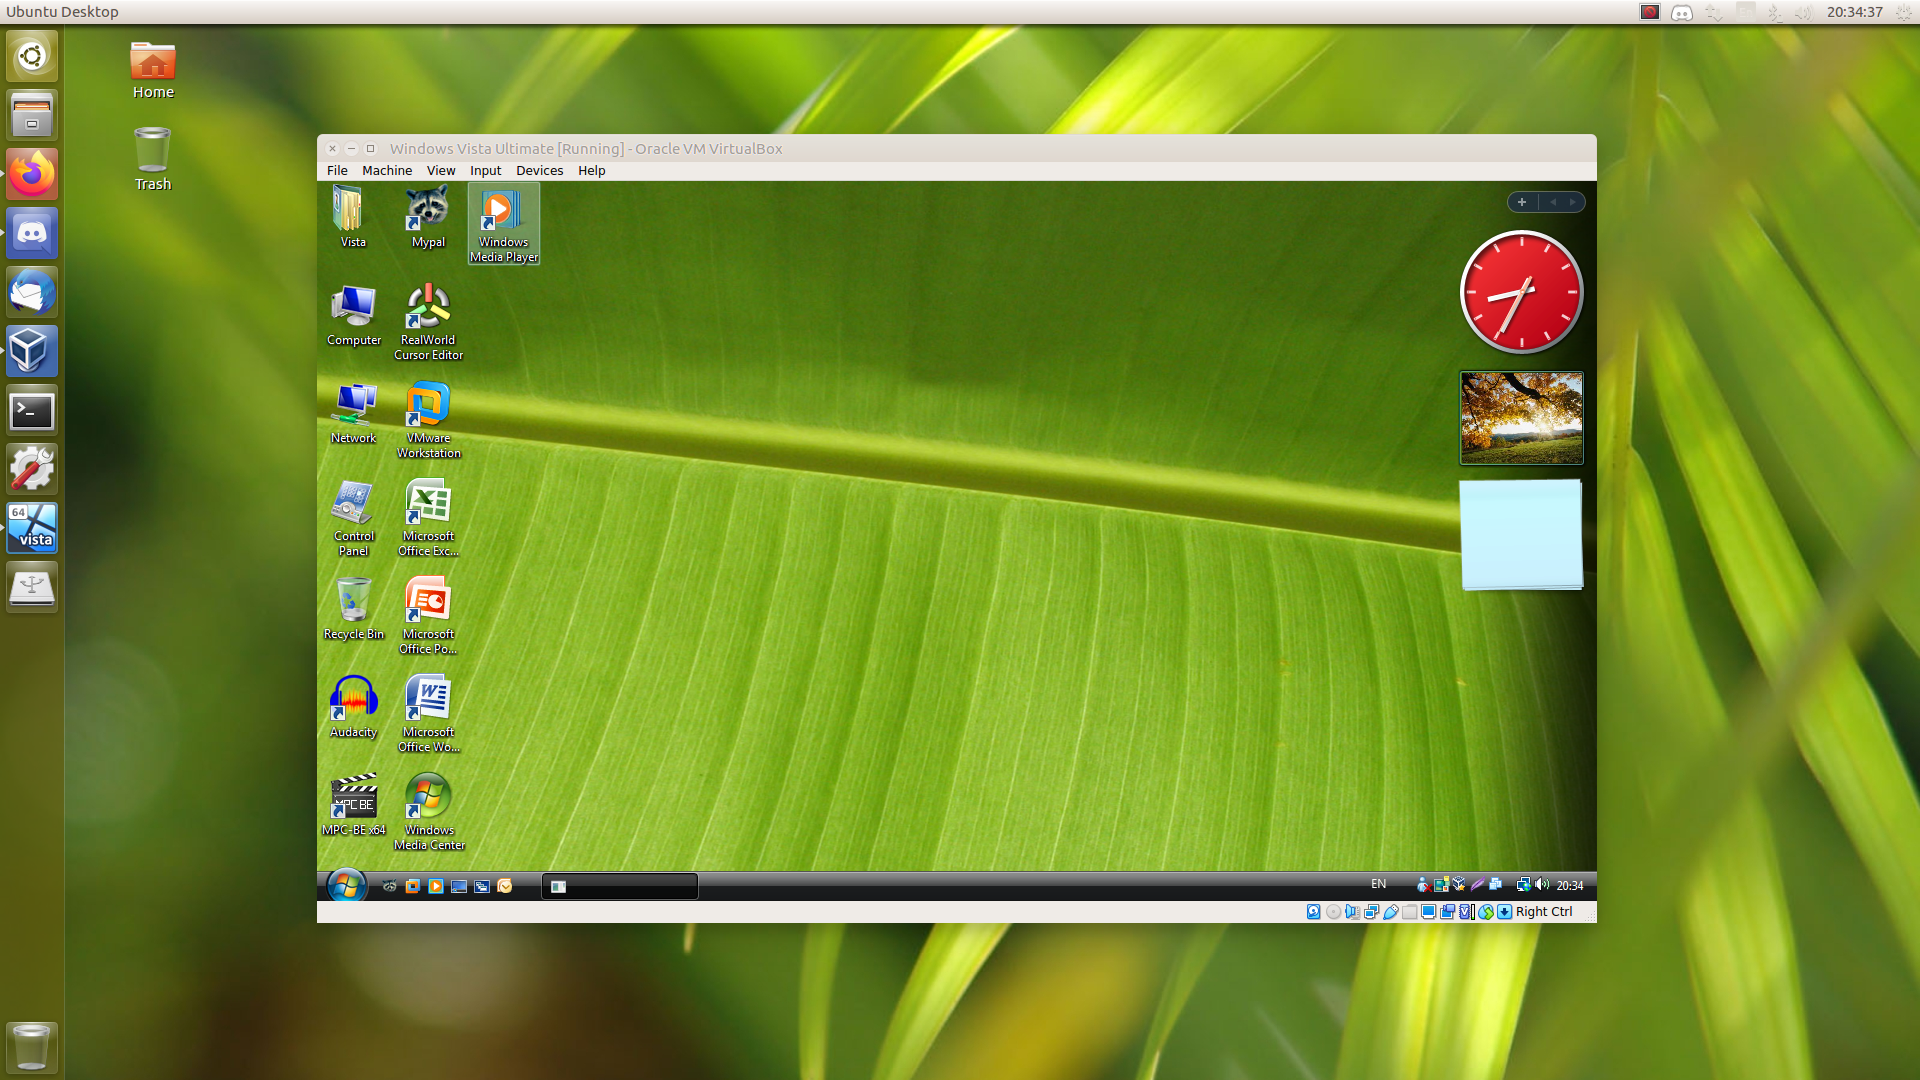 Ubuntu Desktop
20:34:37
Home
Trash
64
vista
Windows Vista Ultimate [Running] - Oracle VM VirtualBox
File Machine View Input Devices Help
Vista
Mypal
Windows
Media Player
Computer
RealWorld
Cursor Editor
Network
VMware
Workstation
Control
Panel
Microsoft
Office Exc...
Recycle Bin
Microsoft
Office Po...
Audacity
Microsoft
Office Wo...
MPC BE
MPC-BE x64
Windows
Media Center
EN
20:34
Right Ctrl